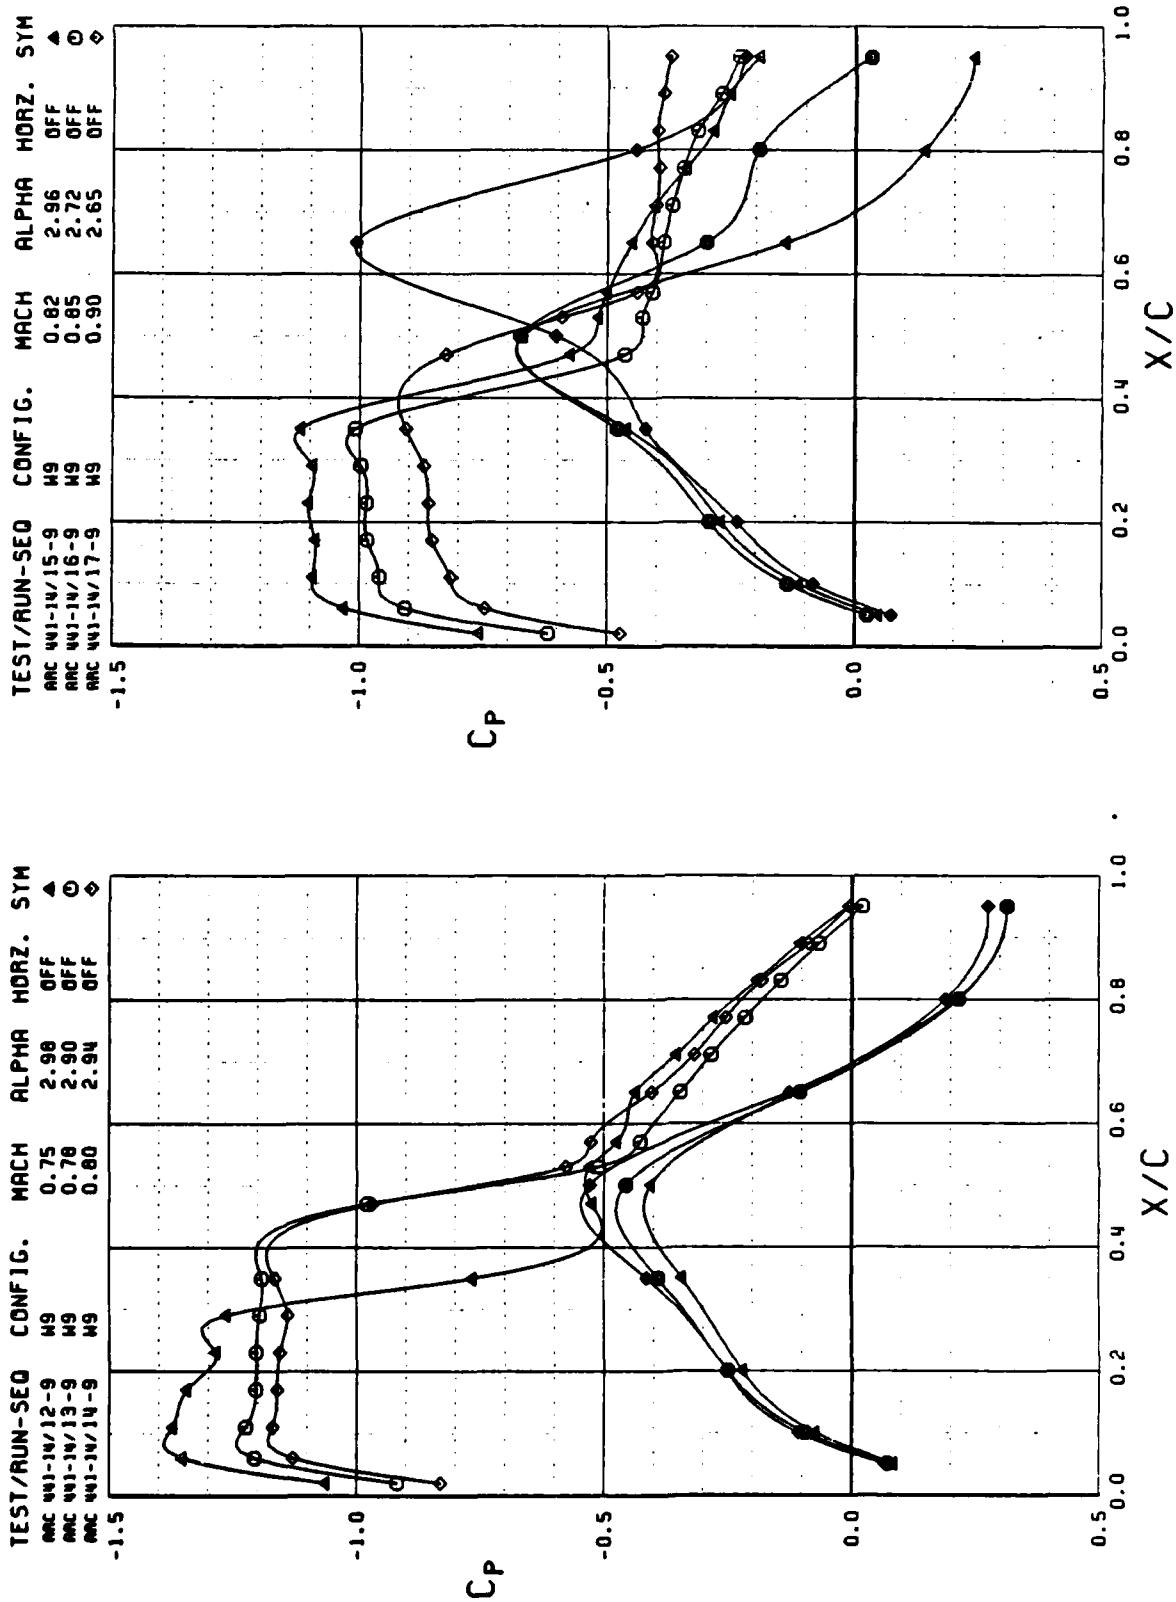 TEST/RUN-SEQ CONFIG. MACH ALPHA HORZ. SYM
ARC 441-14/12-9 W9 0.75 2.98 OFF
ARC 441-14/13-9 W9 0.78 2.90 OFF
ARC 441-14/14-9 W9 0.80 2.94 OFF
-1.5
-1.0
CP
-0.5
0.0
0.5
0.0 0.2 0.4 0.6 0.8 1.0
X/C
TEST/RUN-SEQ CONFIG. MACH ALPHA HORZ. SYM
ARC 441-14/15-9 W9 0.82 2.96 OFF
ARC 441-14/16-9 W9 0.85 2.72 OFF
ARC 441-14/17-9 W9 0.90 2.65 OFF
-1.5
-1.0
CP
-0.5
0.0
0.5
0.0 0.2 0.4 0.6 0.8 1.0
X/C